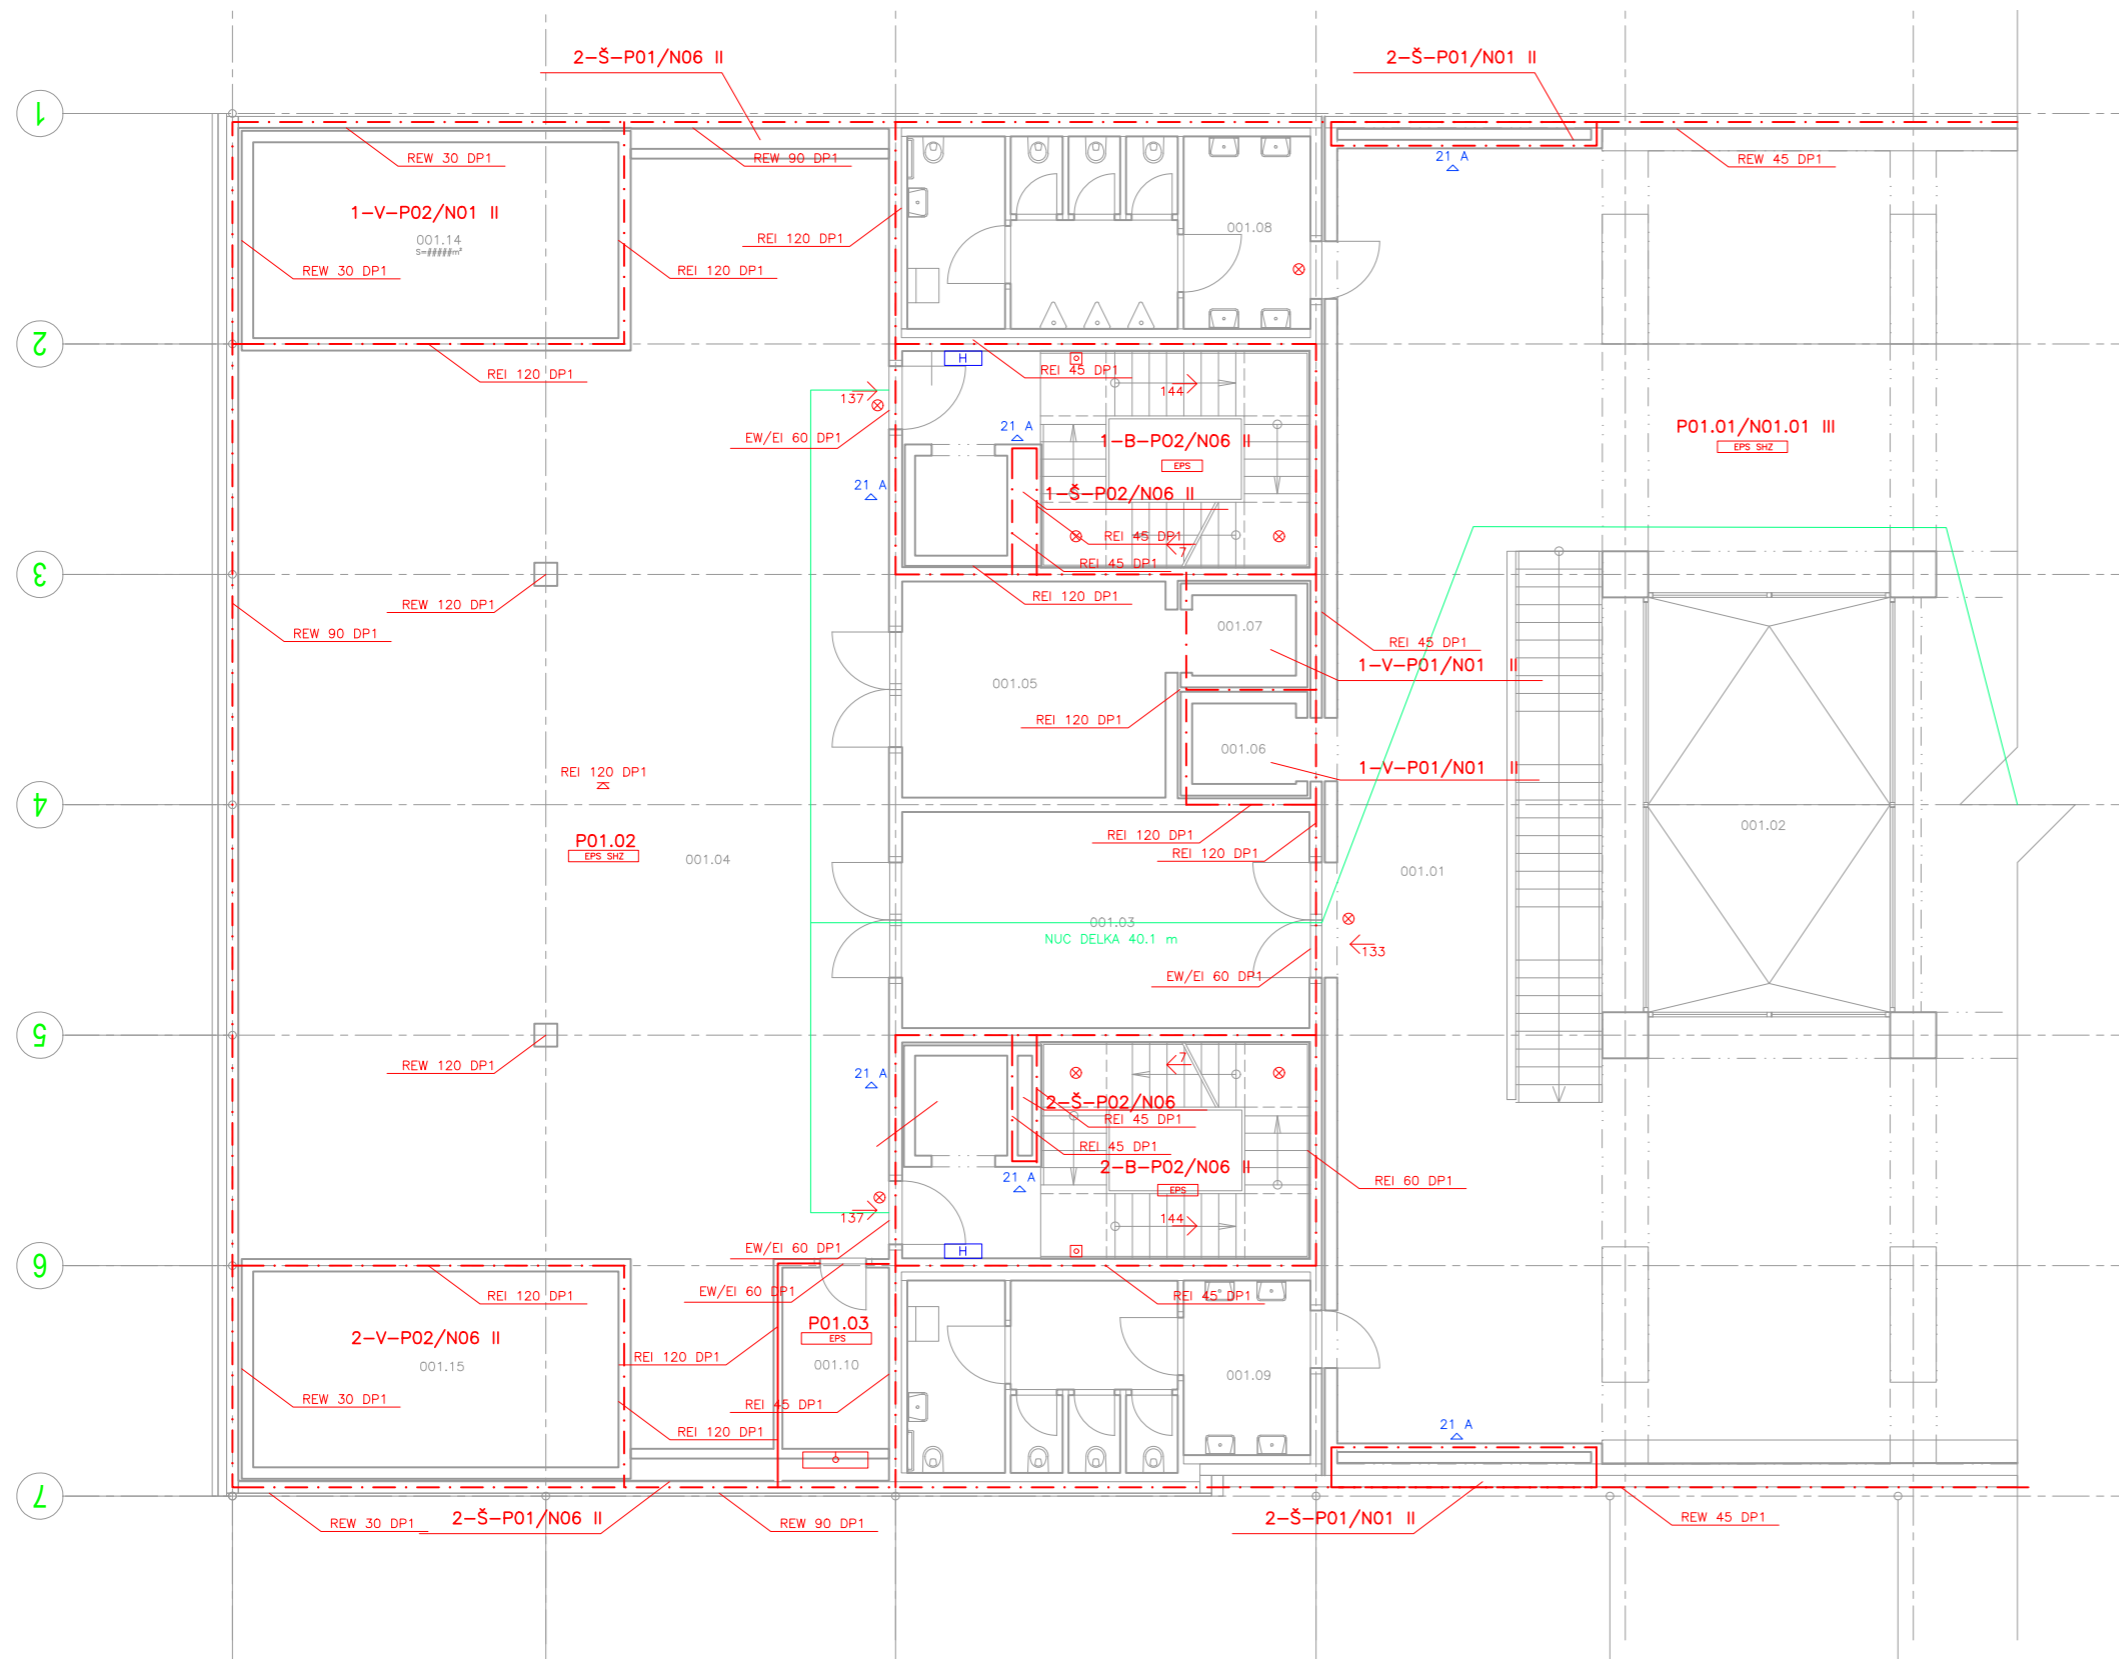 2-Š-P01/N06 II
2-Š-P01/N01 II
1
REW 30 DP1
REW 90 DP1
21 A
REW 45 DP1
1-V-P02/N01 II
001.14
S=#####m²
REI 120 DP1
001.08
REW 30 DP1
REI 120 DP1
2
H
REI 120 DP1
REI 45 DP1
137
144
EW/EI 60 DP1
21 A
1-B-P02/N06 II
EPS
P01.01/N01.01 III
EPS SHZ
21 A
1-Š-P02/N06 II
REI 45 DP1
7
REI 45 DP1
3
REW 120 DP1
REI 120 DP1
REW 90 DP1
001.07
REI 45 DP1
1-V-P01/N01 II
001.05
REI 120 DP1
001.06
1-V-P01/N01 II
REI 120 DP1
4
P01.02
EPS SHZ
001.04
REI 120 DP1
REI 120 DP1
001.02
001.01
001.03
NUC DELKA 40.1 m
133
EW/EI 60 DP1
5
REW 120 DP1
21 A
7
2-Š-P02/N06
REI 45 DP1
REI 45 DP1
2-B-P02/N06 II
EPS
21 A
REI 60 DP1
137
144
EW/EI 60 DP1
H
6
REI 120 DP1
EW/EI 60 DP1
REI 45 DP1
P01.03
EPS
2-V-P02/N06 II
001.15
REI 120 DP1
001.10
001.09
REW 30 DP1
REI 45 DP1
REI 120 DP1
21 A
7
REW 30 DP1
2-Š-P01/N06 II
REW 90 DP1
2-Š-P01/N01 II
REW 45 DP1